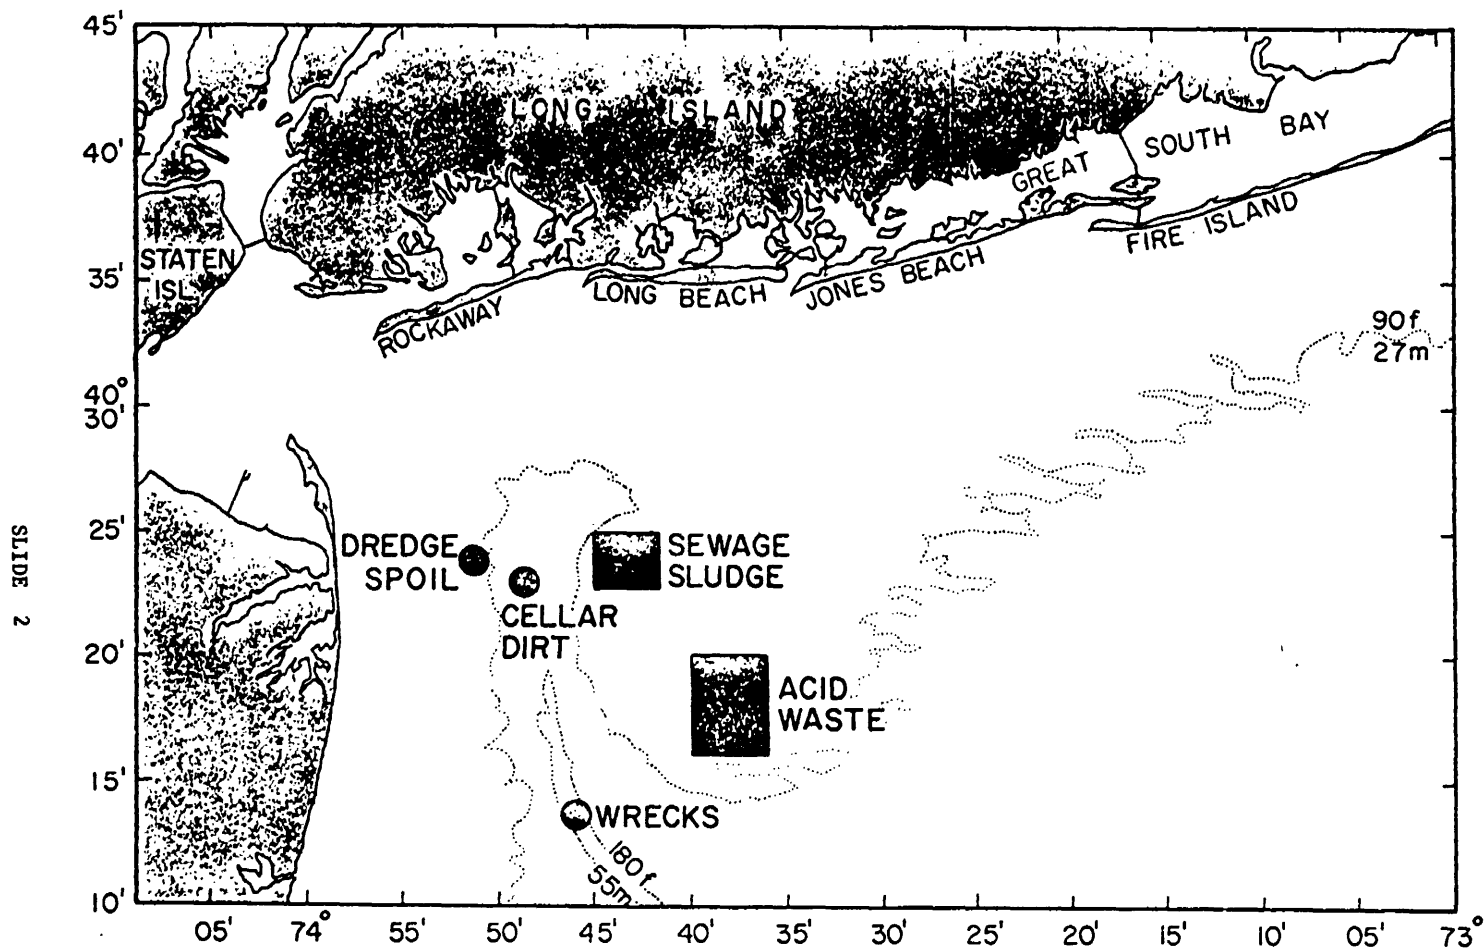 45'
LONG ISLAND
40'
GREAT SOUTH BAY
STATEN
ISL.
35'
ROCKAWAY
LONG BEACH
JONES BEACH
FIRE ISLAND
90f
27m
40°
30'
25'
DREDGE
SPOIL
SEWAGE
SLUDGE
CELLAR
DIRT
20'
ACID
WASTE
15'
WRECKS
180f
55m
10'
05' 74° 55' 50' 45' 40' 35' 30' 25' 20' 15' 10' 05' 73°
SLIDE 2